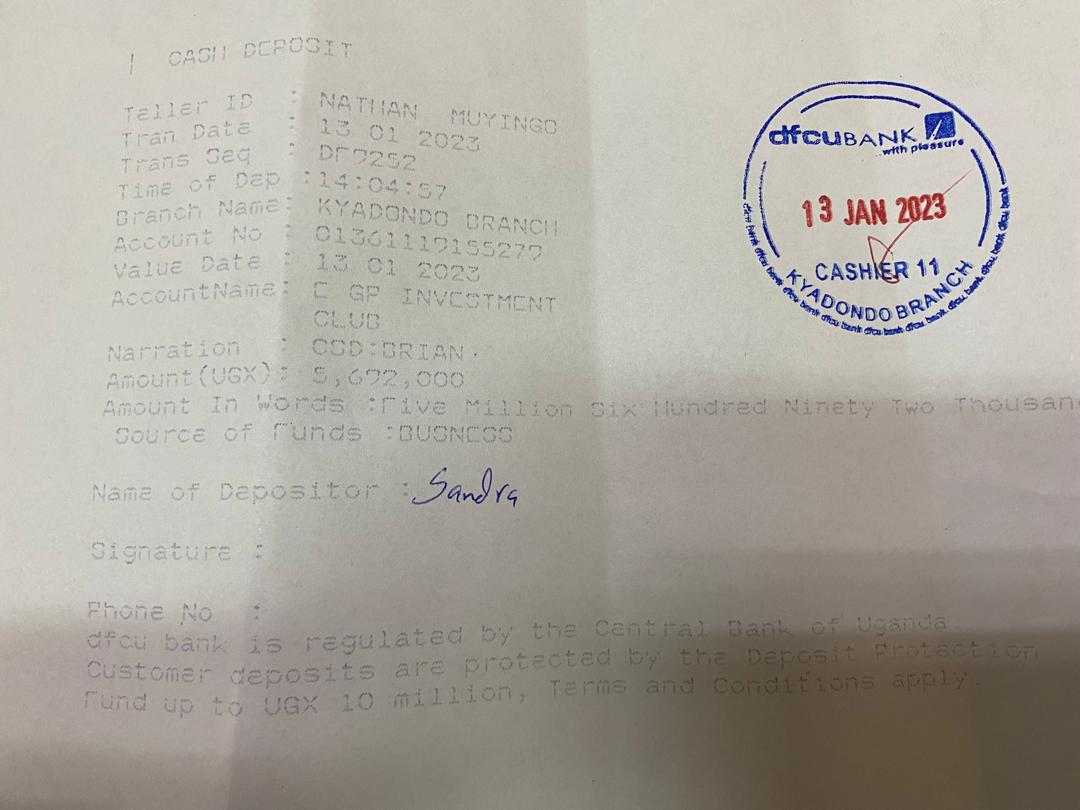 CASH DEPOSIT
Teller ID : NATHAN MUYINGO
Tran Date : 13 01 2023
Trans Seq : DF9252
Time of Dep :14:04:57
Branch Name: KYADONDO BRANCH
Account No : 01361119155279
Value Date : 13 01 2023
AccountName: GP INVESTMENT
CLUB
Narration : CSD:BRIAN
Amount(UGX): 5,692,000
Amount In Words :Five Million Six Hundred Ninety Two Thousan
Source of Funds :BUSNESS
Name of Depositor : Sandra
Signature :
Phone No :
dfcu bank is regulated by the Central Bank of Uganda.
Customer deposits are protected by the Deposit Protection
Fund up to UGX 10 million, Terms and Conditions apply.
dfcu BANK
..with pleasure
13 JAN 2023
CASHIER 11
KYADONDO BRANCH
dfcu bank dfcu bank dfcu bank dfcu bank dfcu bank dfcu bank dfcu bank dfcu bank